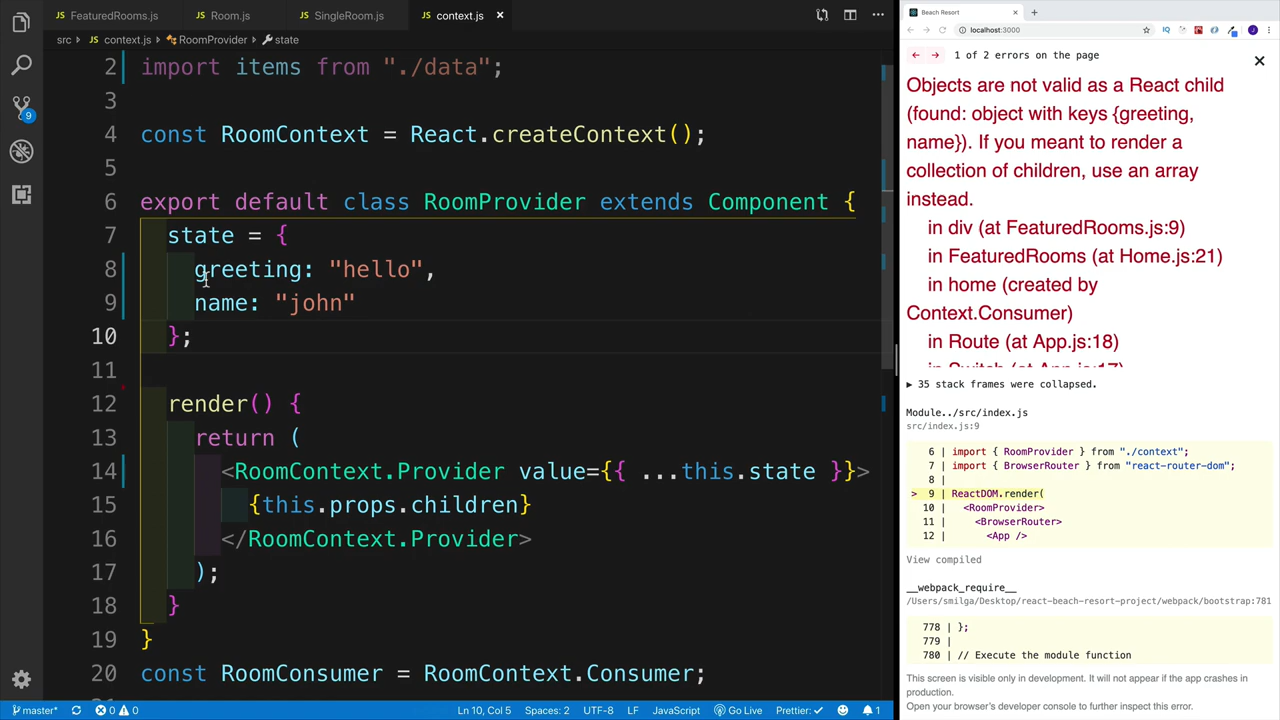 FeaturedRooms.js
Room.js
SingleRoom.js
context.js
src > context.js > RoomProvider > state
2 import items from "./data";
3
4 const RoomContext = React.createContext();
5
6 export default class RoomProvider extends Component {
7 state = {
8 greeting: "hello",
9 name: "john"
10 };
11
12 render() {
13 return (
14 <RoomContext.Provider value={{ ...this.state }}>
15 {this.props.children}
16 </RoomContext.Provider>
17 );
18 }
19 }
20 const RoomConsumer = RoomContext.Consumer;
9
master*
0 0
Ln 10, Col 5
Spaces: 2
UTF-8
LF
JavaScript
Go Live
Prettier: ✓
1
Beach Resort
localhost:3000
IQ
J
1 of 2 errors on the page
Objects are not valid as a React child
(found: object with keys {greeting,
name}). If you meant to render a
collection of children, use an array
instead.
in div (at FeaturedRooms.js:9)
in FeaturedRooms (at Home.js:21)
in home (created by
Context.Consumer)
in Route (at App.js:18)
in Switch (at App.js:17)
▶ 35 stack frames were collapsed.
Module../src/index.js
src/index.js:9
6 | import { RoomProvider } from "./context";
7 | import { BrowserRouter } from "react-router-dom";
8 |
> 9 | ReactDOM.render(
10 | <RoomProvider>
11 | <BrowserRouter>
12 | <App />
View compiled
__webpack_require__
/Users/smilga/Desktop/react-beach-resort-project/webpack/bootstrap:781
778 | };
779 |
780 | // Execute the module function
This screen is visible only in development. It will not appear if the app crashes in
production.
Open your browser's developer console to further inspect this error.